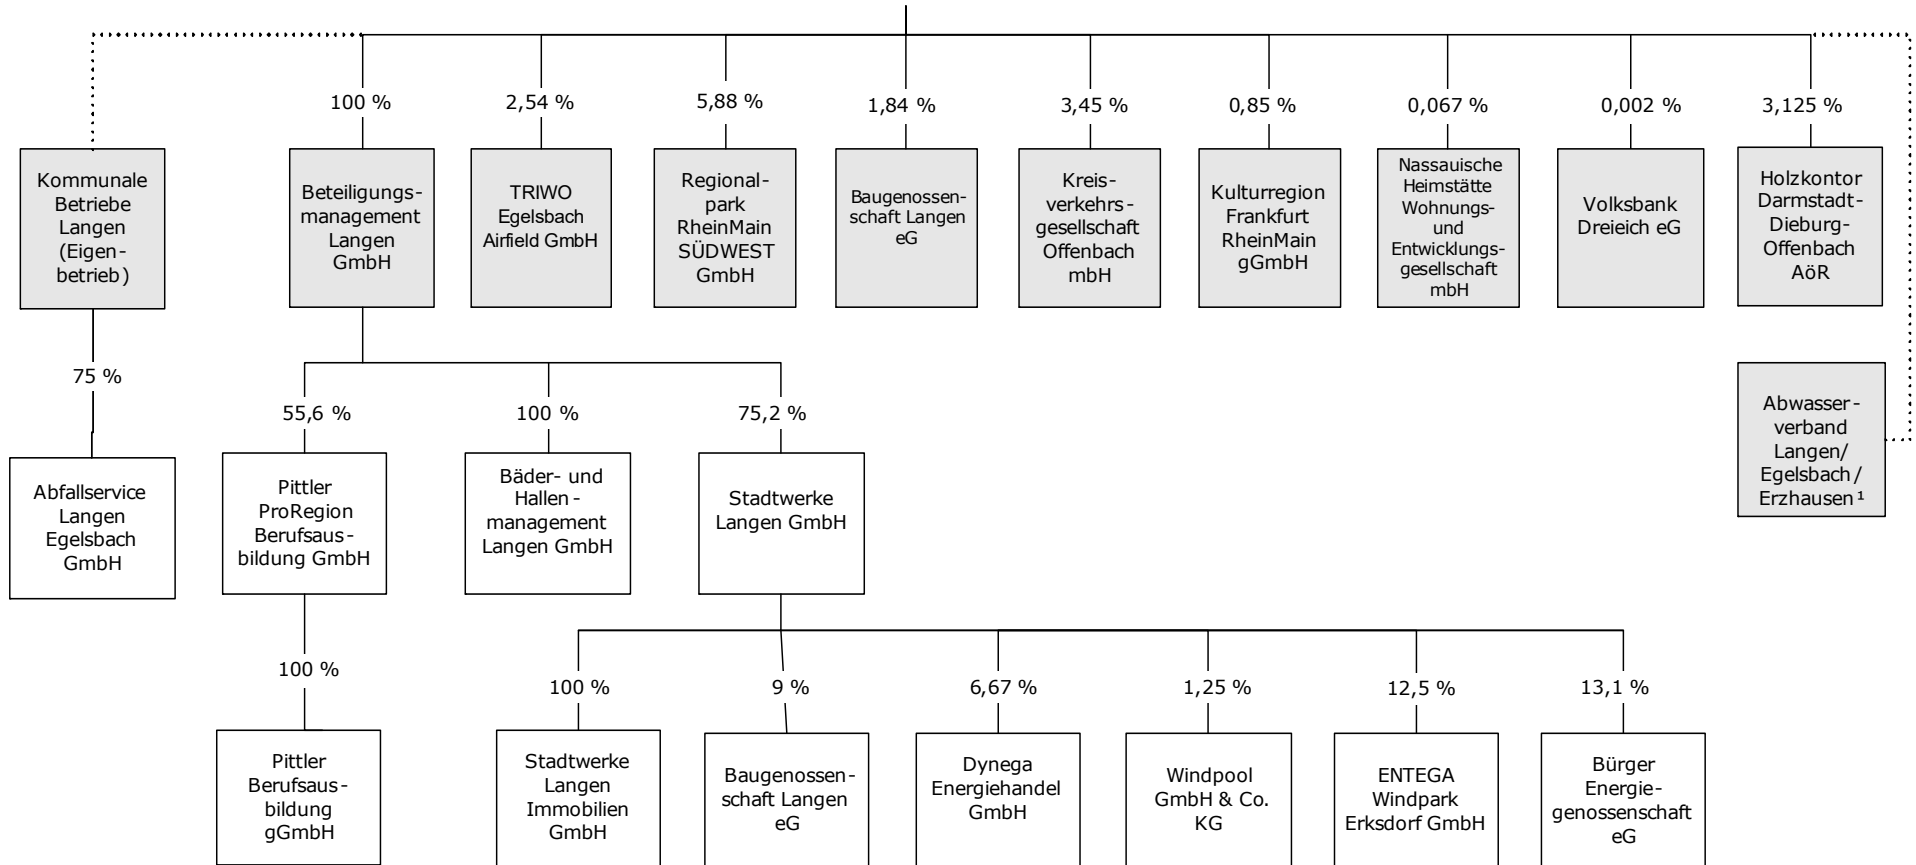 100 %
2,54 %
5,88 %
1,84 %
3,45 %
0,85 %
0,067 %
0,002 %
3,125 %
Kommunale
Betriebe
Langen
(Eigen-
betrieb)
Beteiligungs-
management
Langen
GmbH
TRIWO
Egelsbach
Airfield GmbH
Regional-
park
RheinMain
SÜDWEST
GmbH
Baugenossen-
schaft Langen
eG
Kreis-
verkehrs-
gesellschaft
Offenbach
mbH
Kulturregion
Frankfurt
RheinMain
gGmbH
Nassauische
Heimstätte
Wohnungs-
und
Entwicklungs-
gesellschaft
mbH
Volksbank
Dreieich eG
Holzkontor
Darmstadt-
Dieburg-
Offenbach
AöR
75 %
55,6 %
100 %
75,2 %
Abwasser-
verband
Langen/
Egelsbach/
Erzhausen¹
Abfallservice
Langen
Egelsbach
GmbH
Pittler
ProRegion
Berufsaus-
bildung GmbH
Bäder- und
Hallen-
management
Langen GmbH
Stadtwerke
Langen GmbH
100 %
100 %
9 %
6,67 %
1,25 %
12,5 %
13,1 %
Pittler
Berufsaus-
bildung
gGmbH
Stadtwerke
Langen
Immobilien
GmbH
Baugenossen-
schaft Langen
eG
Dynega
Energiehandel
GmbH
Windpool
GmbH & Co.
KG
ENTEGA
Windpark
Erksdorf GmbH
Bürger
Energie-
genossenschaft
eG